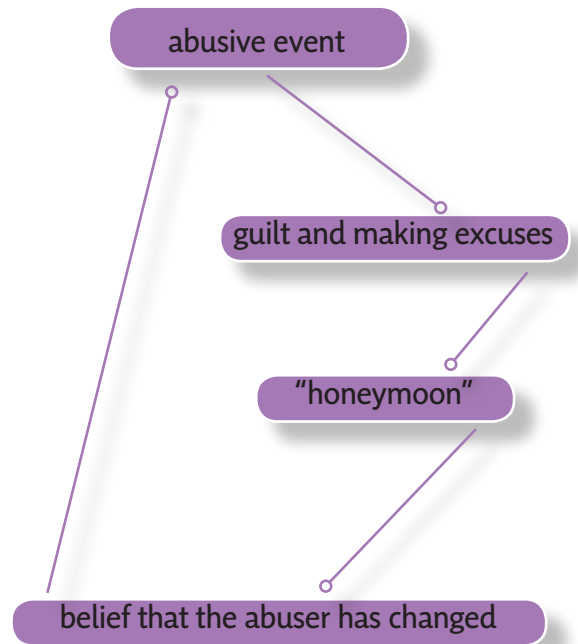 abusive event
guilt and making excuses
“honeymoon”
belief that the abuser has changed